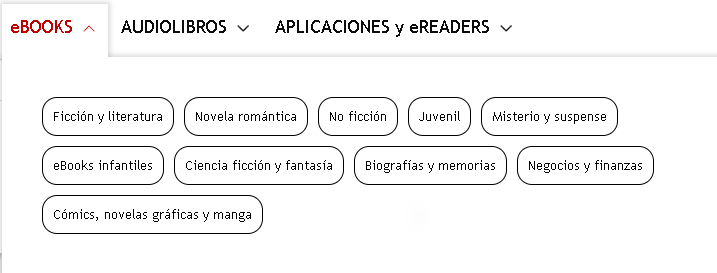 eBOOKS AUDIOLIBROS APLICACIONES y eREADERS
Ficción y literatura Novela romántica No ficción Juvenil Misterio y suspense
eBooks infantiles Ciencia ficción y fantasía Biografías y memorias Negocios y finanzas
Cómics, novelas gráficas y manga